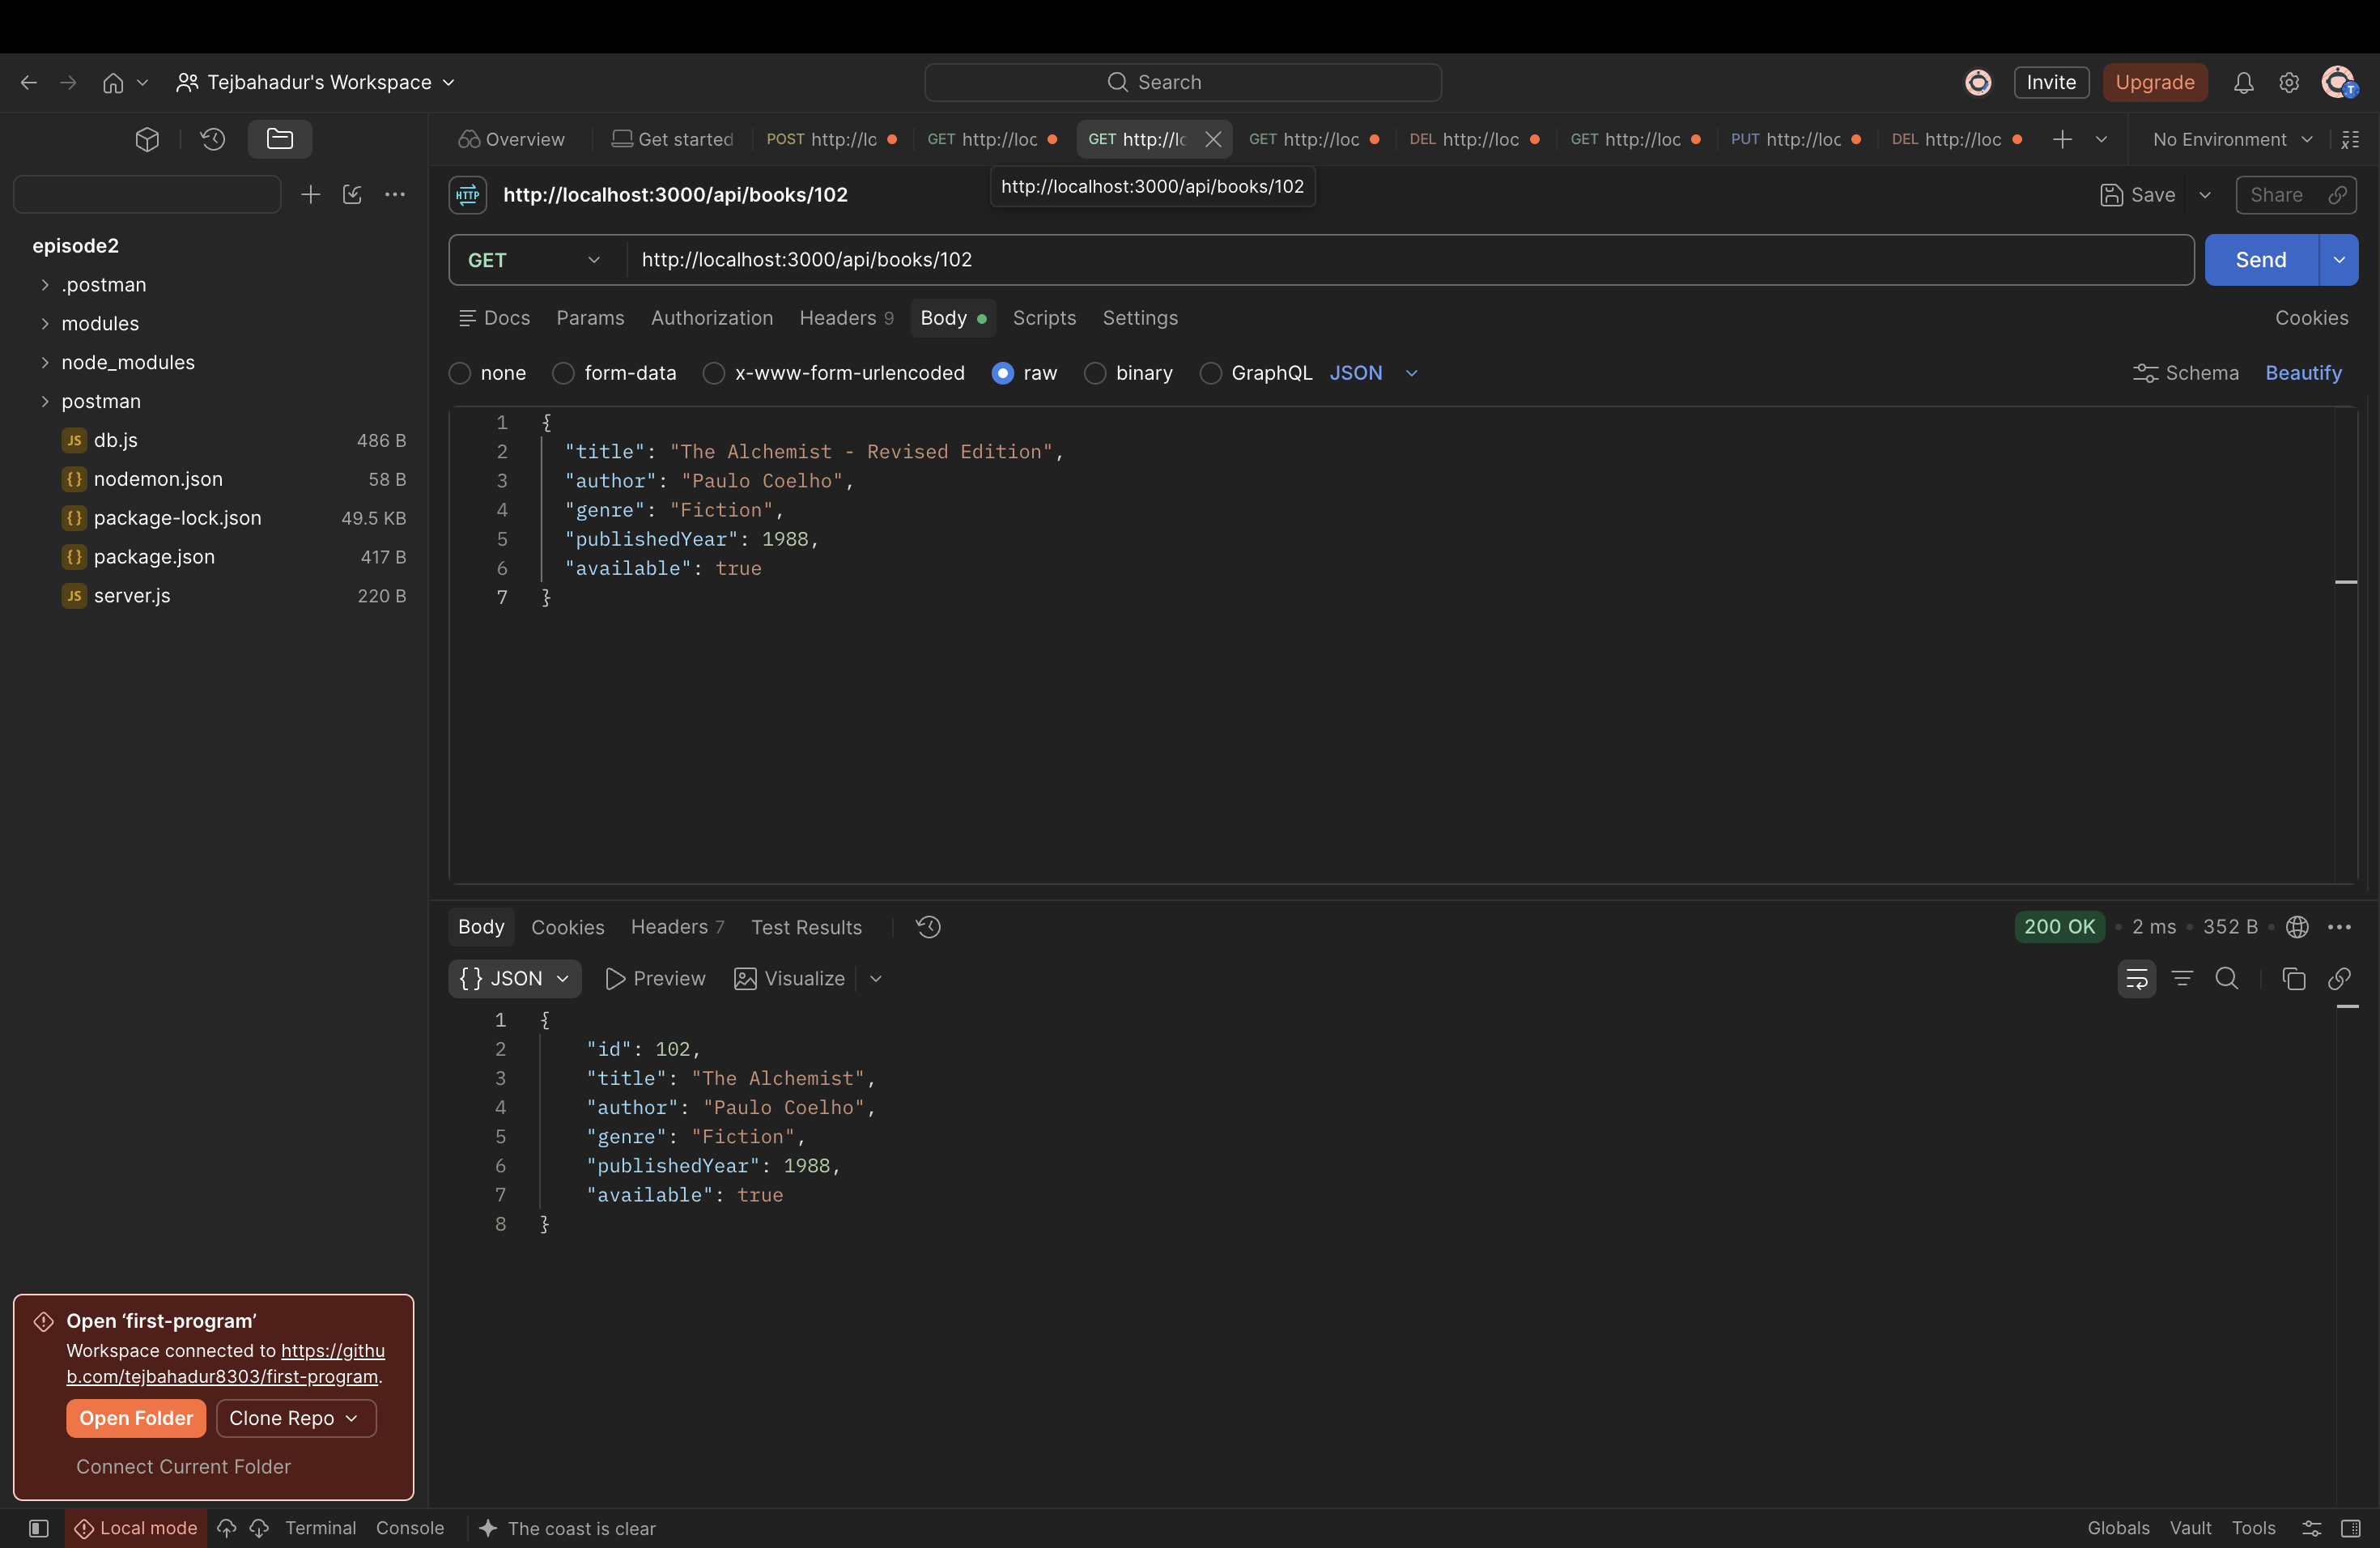 Tejbahadur's Workspace
Search
Invite
Upgrade
T
Overview
Get started
POST http://lc
GET http://loc
GET http://lc
GET http://loc
DEL http://loc
GET http://loc
PUT http://loc
DEL http://loc
No Environment
http://localhost:3000/api/books/102
HTTP
http://localhost:3000/api/books/102
Save
Share
GET
http://localhost:3000/api/books/102
Send
Docs
Params
Authorization
Headers 9
Body
Scripts
Settings
Cookies
none
form-data
x-www-form-urlencoded
raw
binary
GraphQL
JSON
Schema
Beautify
1 {
2 "title": "The Alchemist - Revised Edition",
3 "author": "Paulo Coelho",
4 "genre": "Fiction",
5 "publishedYear": 1988,
6 "available": true
7 }
episode2
.postman
modules
node_modules
postman
JS db.js 486 B
{} nodemon.json 58 B
{} package-lock.json 49.5 KB
{} package.json 417 B
JS server.js 220 B
Body
Cookies
Headers 7
Test Results
200 OK
2 ms
352 B
{} JSON
Preview
Visualize
1 {
2 "id": 102,
3 "title": "The Alchemist",
4 "author": "Paulo Coelho",
5 "genre": "Fiction",
6 "publishedYear": 1988,
7 "available": true
8 }
Open ‘first-program’
Workspace connected to https://githu
b.com/tejbahadur8303/first-program.
Open Folder
Clone Repo
Connect Current Folder
Local mode
Terminal
Console
The coast is clear
Globals
Vault
Tools